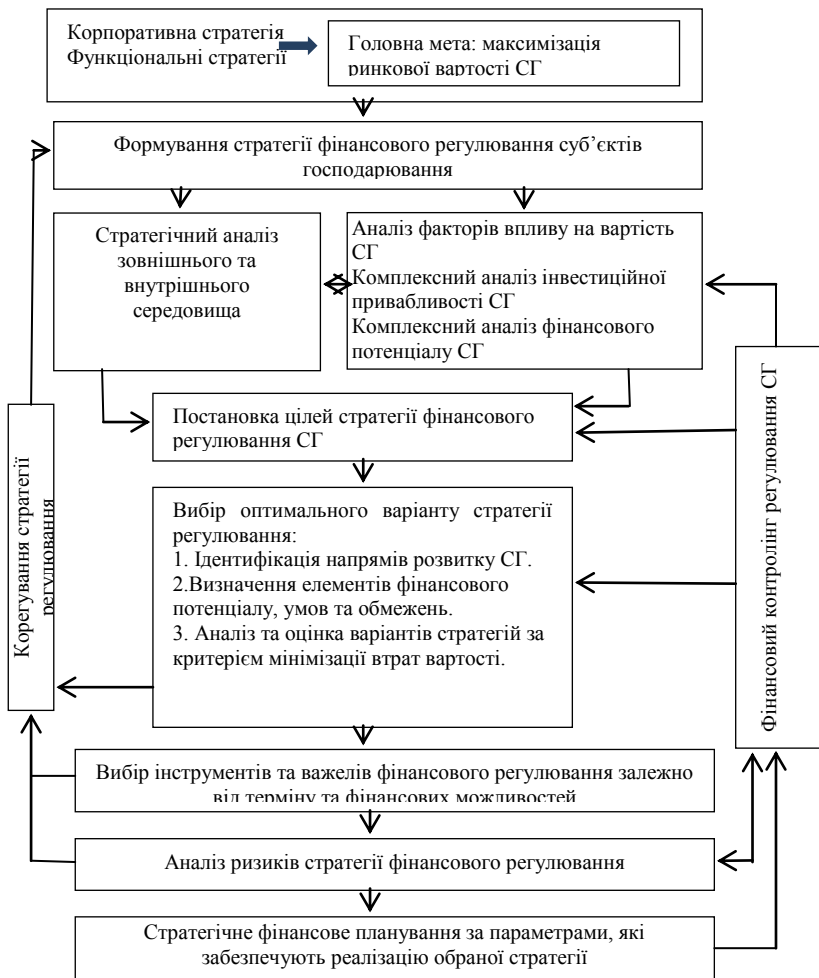 Корпоративна стратегія
Функціональні стратегії
Головна мета: максимізація
ринкової вартості СГ
Формування стратегії фінансового регулювання суб’єктів
господарювання
Стратегічний аналіз
зовнішнього та
внутрішнього
середовища
Аналіз факторів впливу на вартість
СГ
Комплексний аналіз інвестиційної
привабливості СГ
Комплексний аналіз фінансового
потенціалу СГ
Постановка цілей стратегії фінансового
регулювання СГ
Вибір оптимального варіанту стратегії
регулювання:
1. Ідентифікація напрямів розвитку СГ.
2.Визначення елементів фінансового
потенціалу, умов та обмежень.
3. Аналіз та оцінка варіантів стратегій за
критерієм мінімізації втрат вартості.
Корегування стратегії
регулювання
Фінансовий контролінг регулювання СГ
Вибір інструментів та важелів фінансового регулювання залежно
від терміну та фінансових можливостей
Аналіз ризиків стратегії фінансового регулювання
Стратегічне фінансове планування за параметрами, які
забезпечують реалізацію обраної стратегії